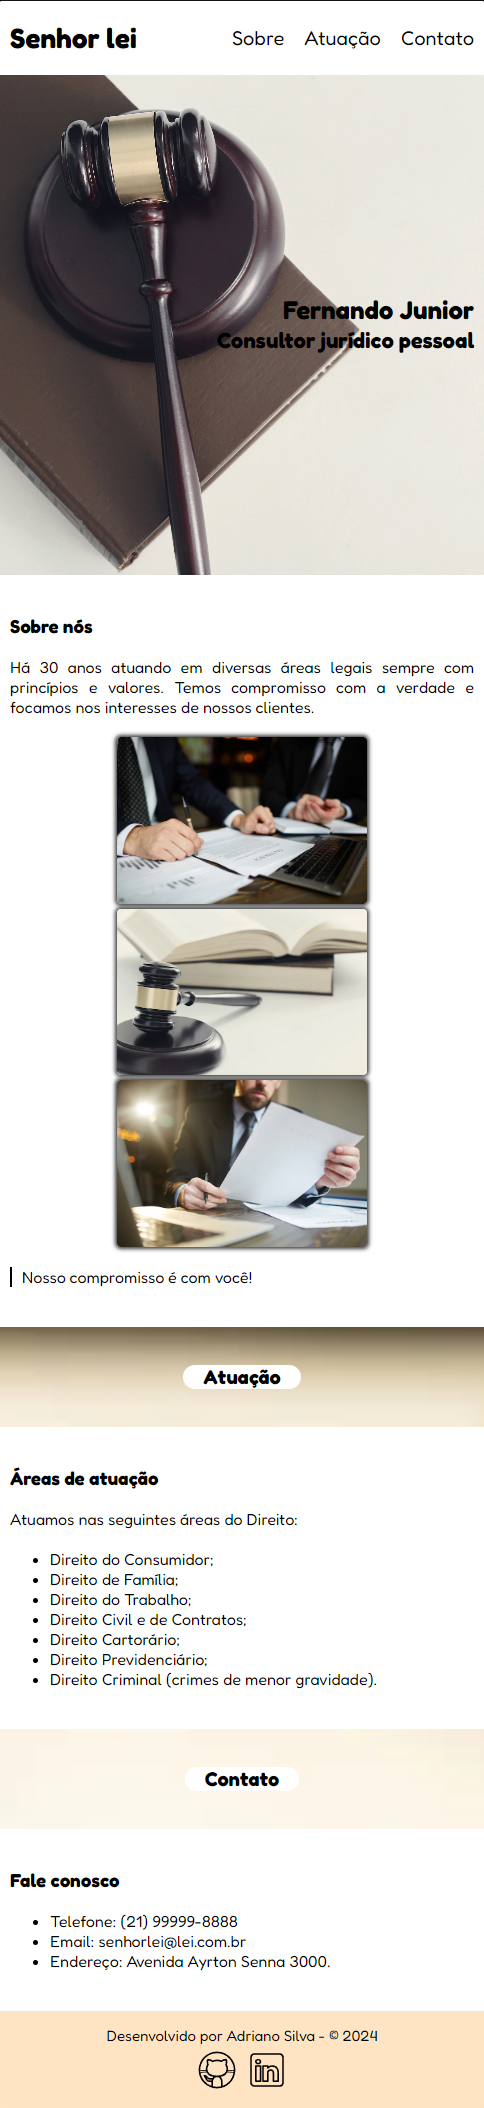 Senhor lei
Sobre Atuação Contato
Fernando Junior
Consultor jurídico pessoal
Sobre nós
Há 30 anos atuando em diversas áreas legais sempre com
princípios e valores. Temos compromisso com a verdade e
focamos nos interesses de nossos clientes.
Nosso compromisso é com você!
Atuação
Áreas de atuação
Atuamos nas seguintes áreas do Direito:
Direito do Consumidor;
Direito de Família;
Direito do Trabalho;
Direito Civil e de Contratos;
Direito Cartorário;
Direito Previdenciário;
Direito Criminal (crimes de menor gravidade).
Contato
Fale conosco
Telefone: (21) 99999-8888
Email: senhorlei@lei.com.br
Endereço: Avenida Ayrton Senna 3000.
Desenvolvido por Adriano Silva - © 2024
in